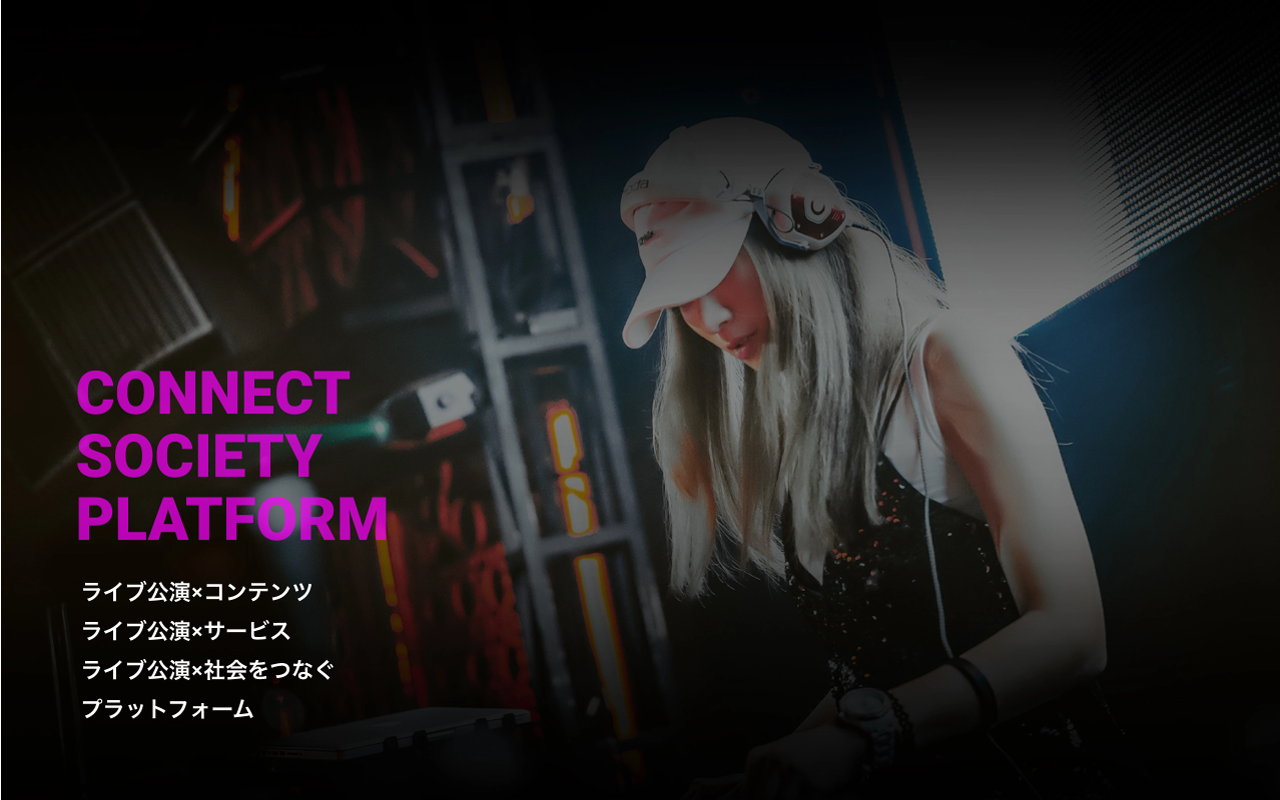 CONNECT
SOCIETY
PLATFORM
ライブ公演×コンテンツ
ライブ公演×サービス
ライブ公演×社会をつなぐ
プラットフォーム